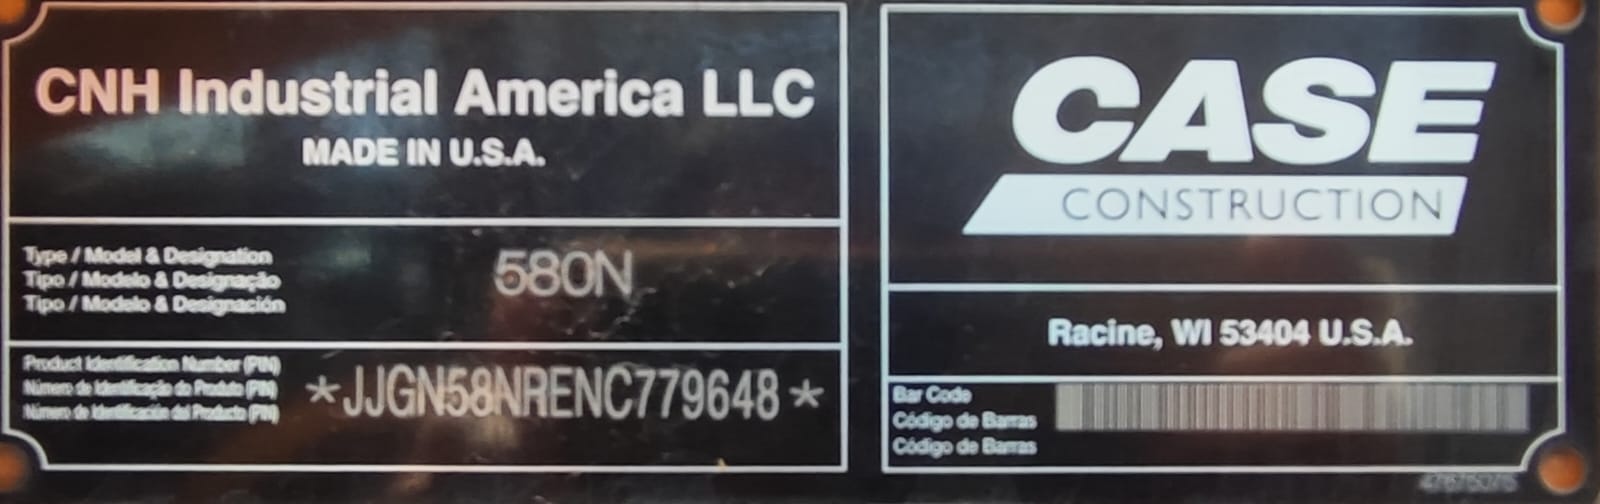 CNH Industrial America LLC
MADE IN U.S.A.
Type / Model & Designation
Tipo / Modelo & Designação
Tipo / Modelo & Designación
580N
Product Identification Number (PIN)
Número de Identificação do Produto (PIN)
Número de Identificación del Producto (PIN)
*JJGN58NRENC779648*
CASE
CONSTRUCTION
Racine, WI 53404 U.S.A.
Bar Code
Código de Barras
Código de Barras